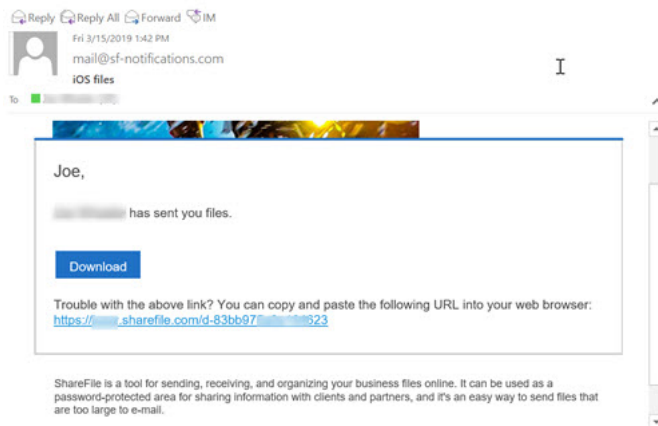 Reply Reply All Forward IM
Fri 3/15/2019 1:42 PM
mail@sf-notifications.com
iOS files
To
Joe,
has sent you files.
Download
Trouble with the above link? You can copy and paste the following URL into your web browser:
https:// .sharefile.com/d-83bb97 623
ShareFile is a tool for sending, receiving, and organizing your business files online. It can be used as a
password-protected area for sharing information with clients and partners, and it's an easy way to send files that
are too large to e-mail.